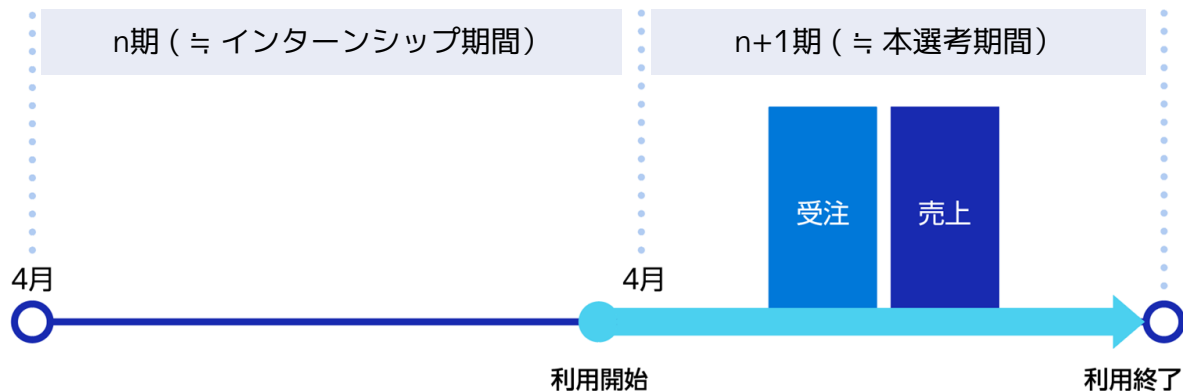 n期 ( ≒ インターンシップ期間）
n+1期 ( ≒ 本選考期間）
受注
売上
4月
4月
利用開始
利用終了